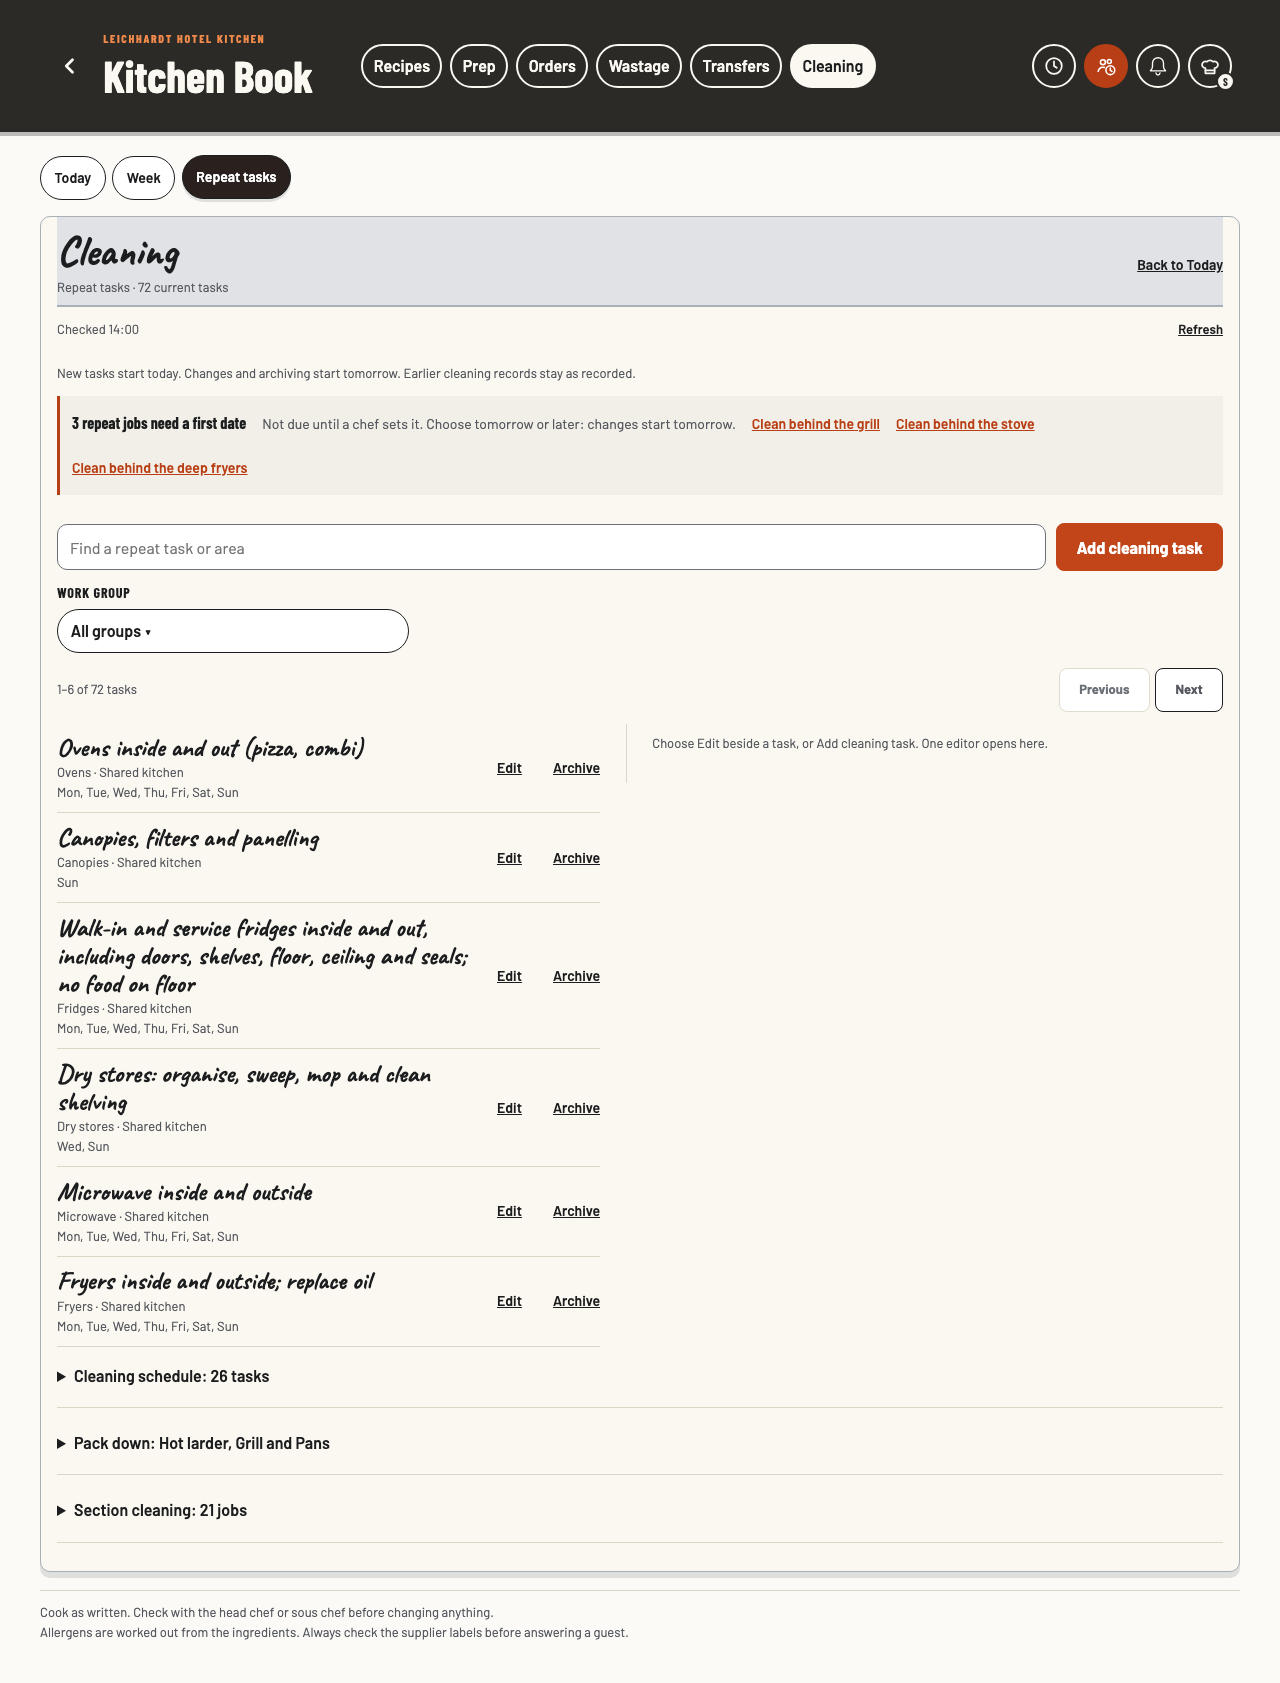 LEICHHARDT HOTEL KITCHEN
Kitchen Book
Recipes Prep Orders Wastage Transfers Cleaning
S
Today Week Repeat tasks
Cleaning
Repeat tasks · 72 current tasks
Back to Today
Checked 14:00
Refresh
New tasks start today. Changes and archiving start tomorrow. Earlier cleaning records stay as recorded.
3 repeat jobs need a first date Not due until a chef sets it. Choose tomorrow or later: changes start tomorrow. Clean behind the grill Clean behind the stove
Clean behind the deep fryers
Find a repeat task or area
Add cleaning task
WORK GROUP
All groups ▾
1–6 of 72 tasks
Previous Next
Ovens inside and out (pizza, combi)
Ovens · Shared kitchen
Mon, Tue, Wed, Thu, Fri, Sat, Sun
Edit Archive
Choose Edit beside a task, or Add cleaning task. One editor opens here.
Canopies, filters and panelling
Canopies · Shared kitchen
Sun
Edit Archive
Walk-in and service fridges inside and out,
including doors, shelves, floor, ceiling and seals;
no food on floor
Fridges · Shared kitchen
Mon, Tue, Wed, Thu, Fri, Sat, Sun
Edit Archive
Dry stores: organise, sweep, mop and clean
shelving
Dry stores · Shared kitchen
Wed, Sun
Edit Archive
Microwave inside and outside
Microwave · Shared kitchen
Mon, Tue, Wed, Thu, Fri, Sat, Sun
Edit Archive
Fryers inside and outside; replace oil
Fryers · Shared kitchen
Mon, Tue, Wed, Thu, Fri, Sat, Sun
Edit Archive
Cleaning schedule: 26 tasks
Pack down: Hot larder, Grill and Pans
Section cleaning: 21 jobs
Cook as written. Check with the head chef or sous chef before changing anything.
Allergens are worked out from the ingredients. Always check the supplier labels before answering a guest.